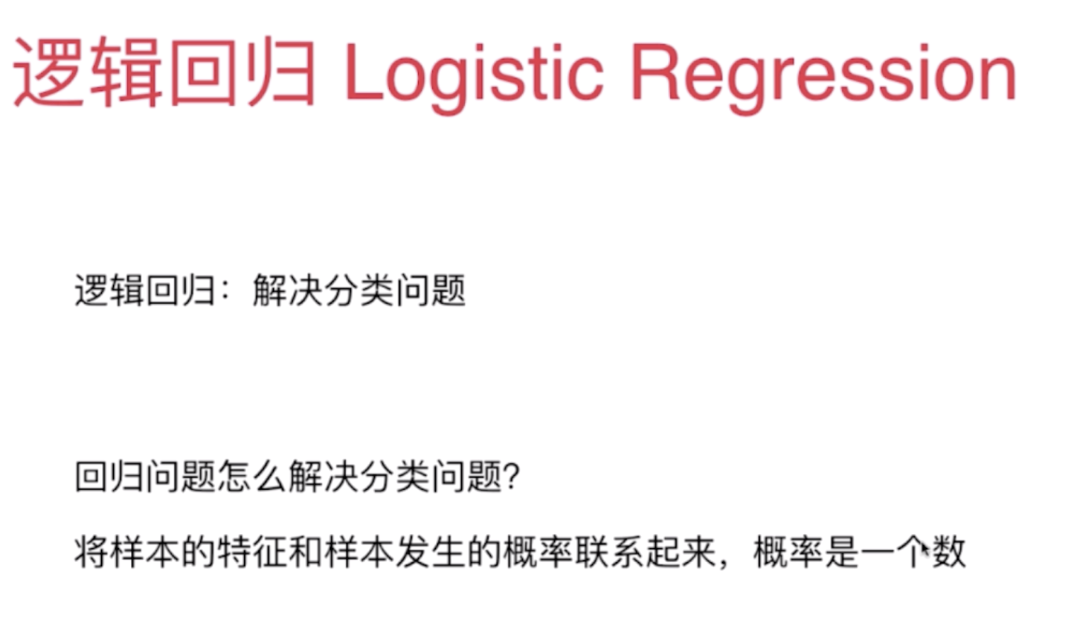 逻辑回归 Logistic Regression
逻辑回归：解决分类问题
回归问题怎么解决分类问题？
将样本的特征和样本发生的概率联系起来，概率是一个数